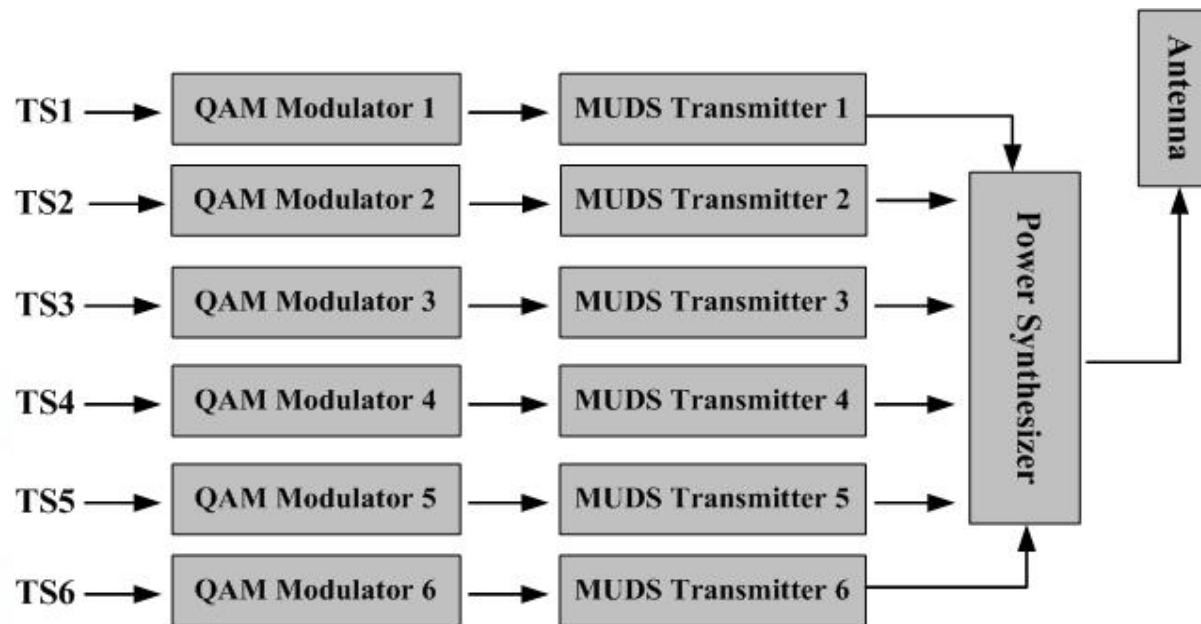 TS1
QAM Modulator 1
MUDS Transmitter 1
TS2
QAM Modulator 2
MUDS Transmitter 2
TS3
QAM Modulator 3
MUDS Transmitter 3
TS4
QAM Modulator 4
MUDS Transmitter 4
TS5
QAM Modulator 5
MUDS Transmitter 5
TS6
QAM Modulator 6
MUDS Transmitter 6
Power Synthesizer
Antenna